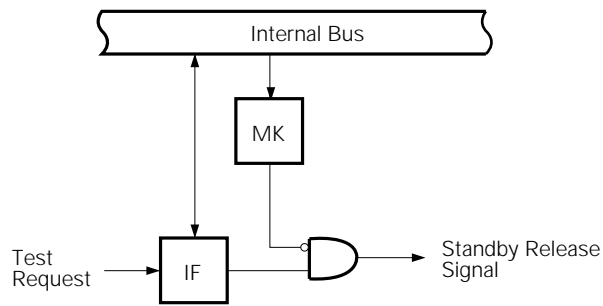 Internal Bus
MK
Test
Request
IF
Standby Release
Signal